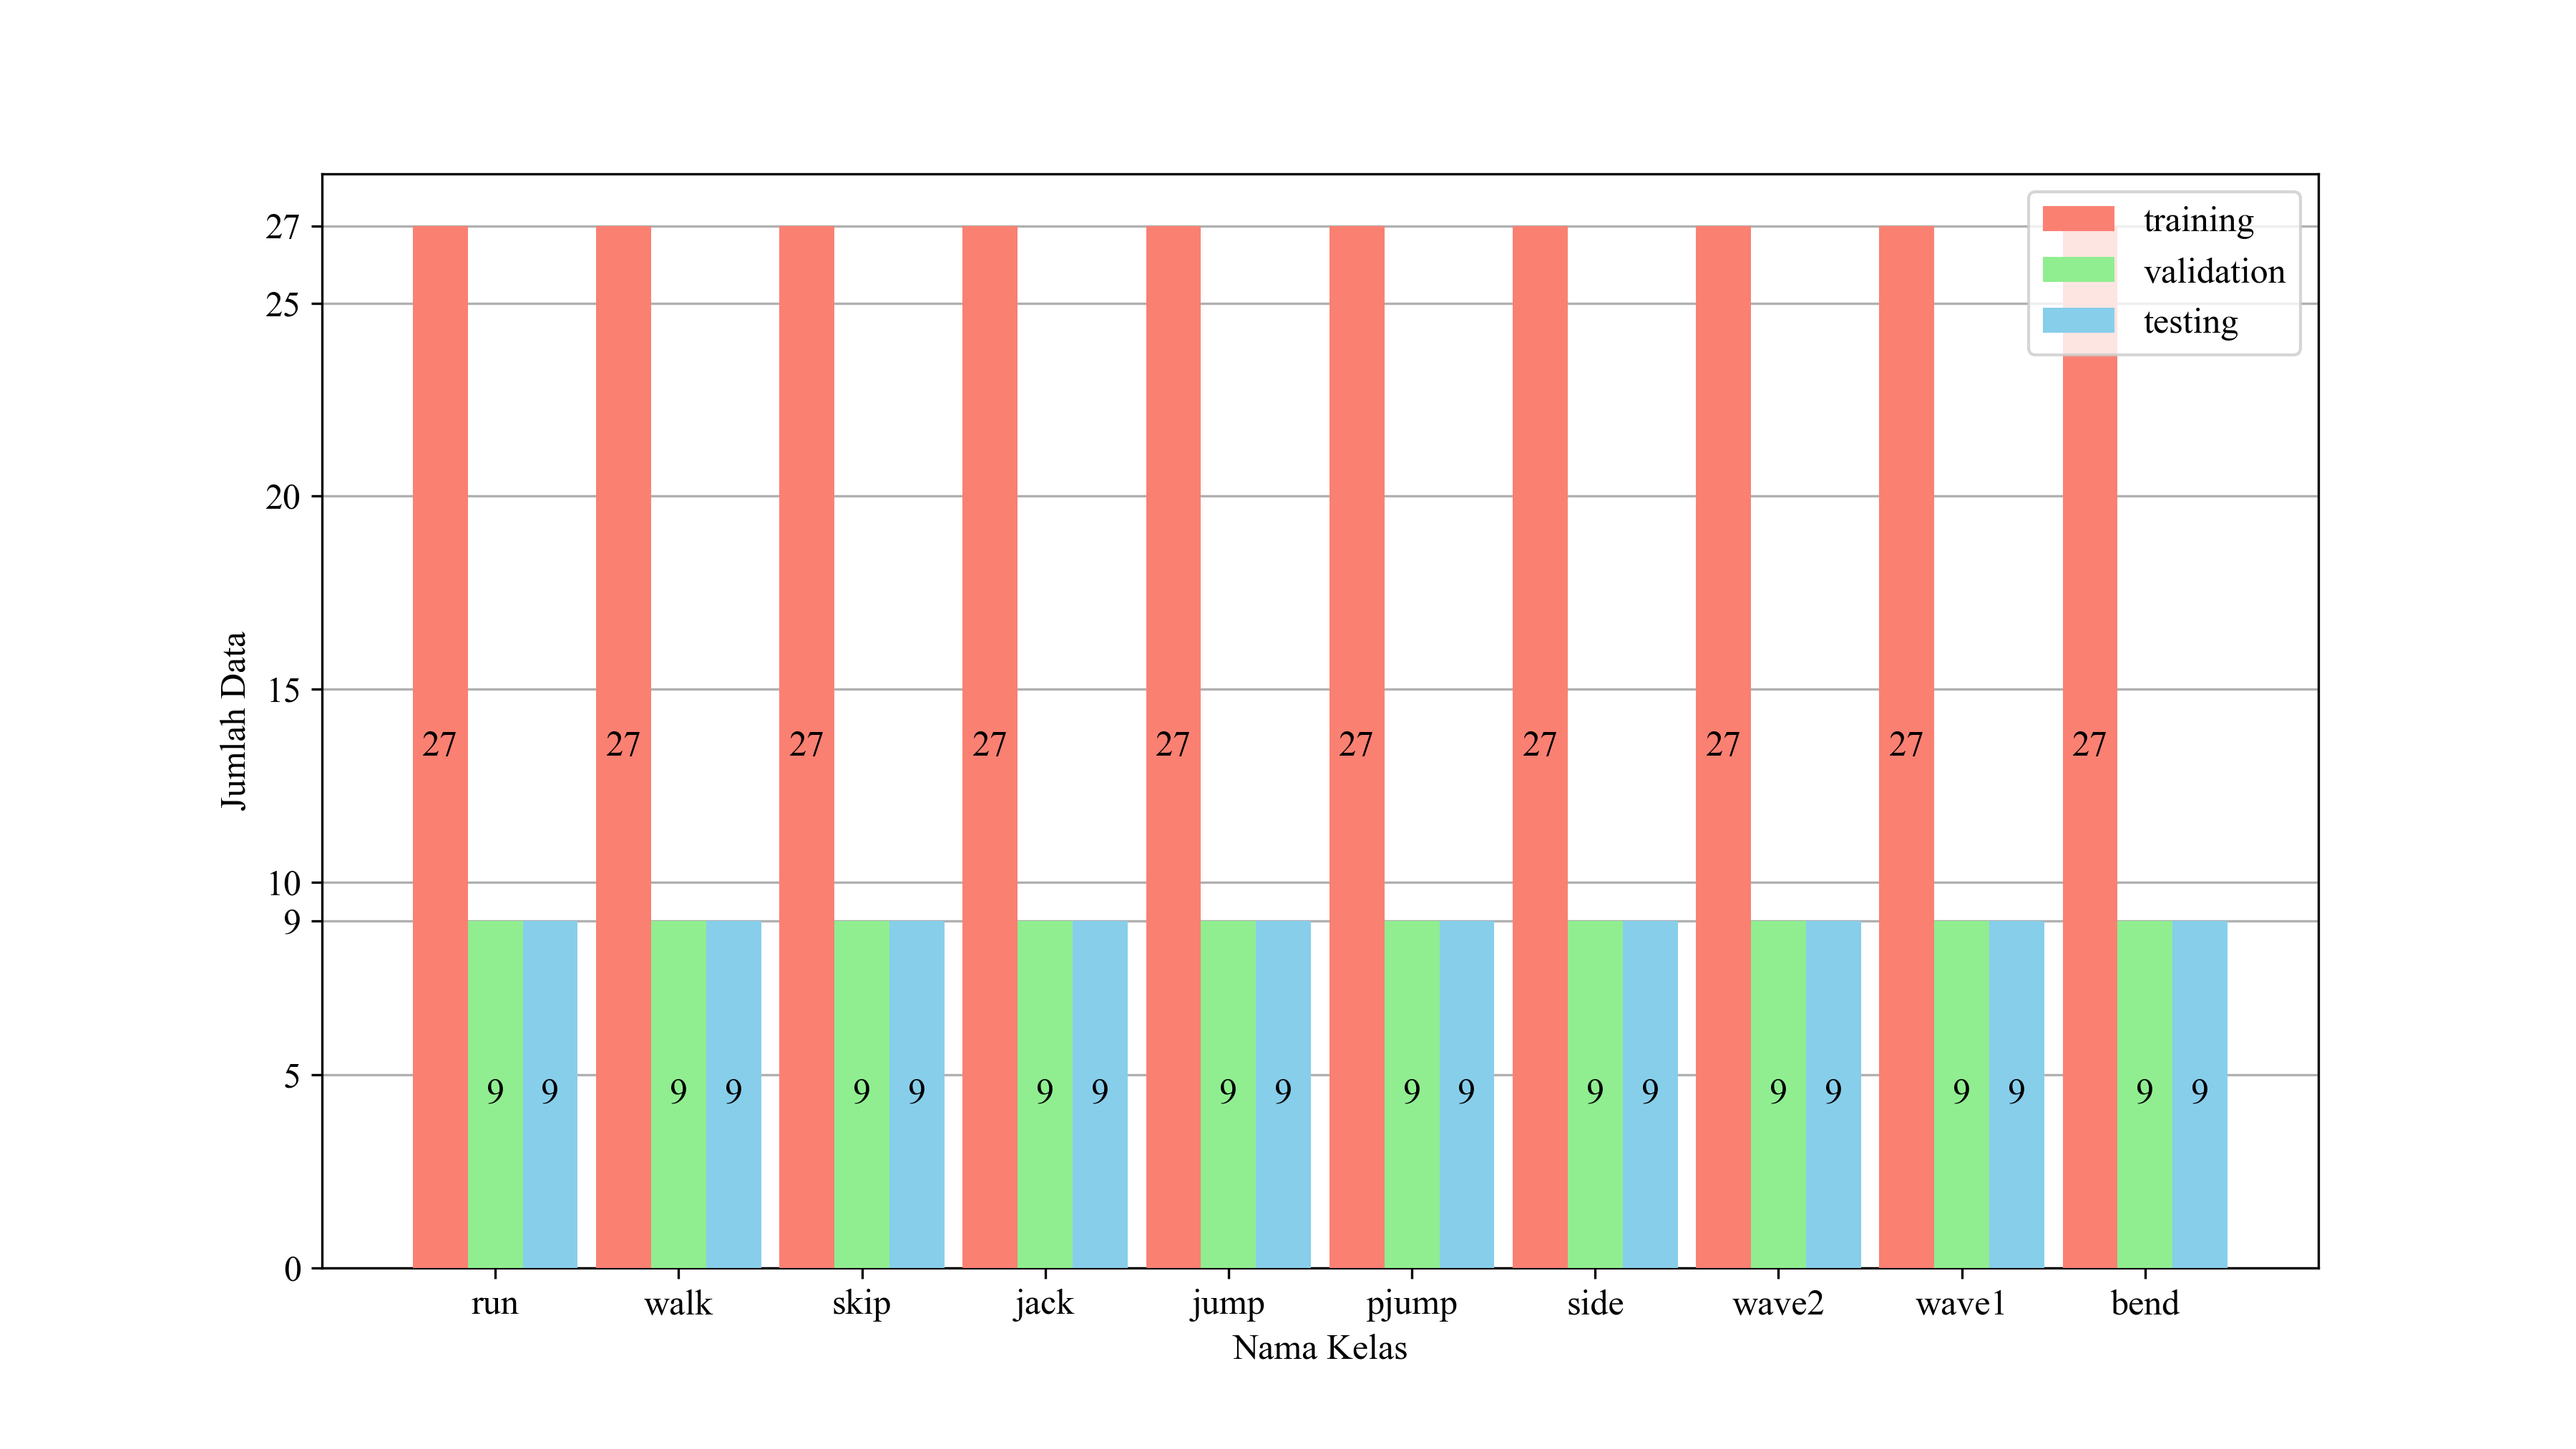 training
validation
testing
27
25
20
15
10
9
5
0
Jumlah Data
27 27 27 27 27 27 27 27 27 27
9 9 9 9 9 9 9 9 9 9 9 9 9 9 9 9 9 9 9 9
run walk skip jack jump pjump side wave2 wave1 bend
Nama Kelas